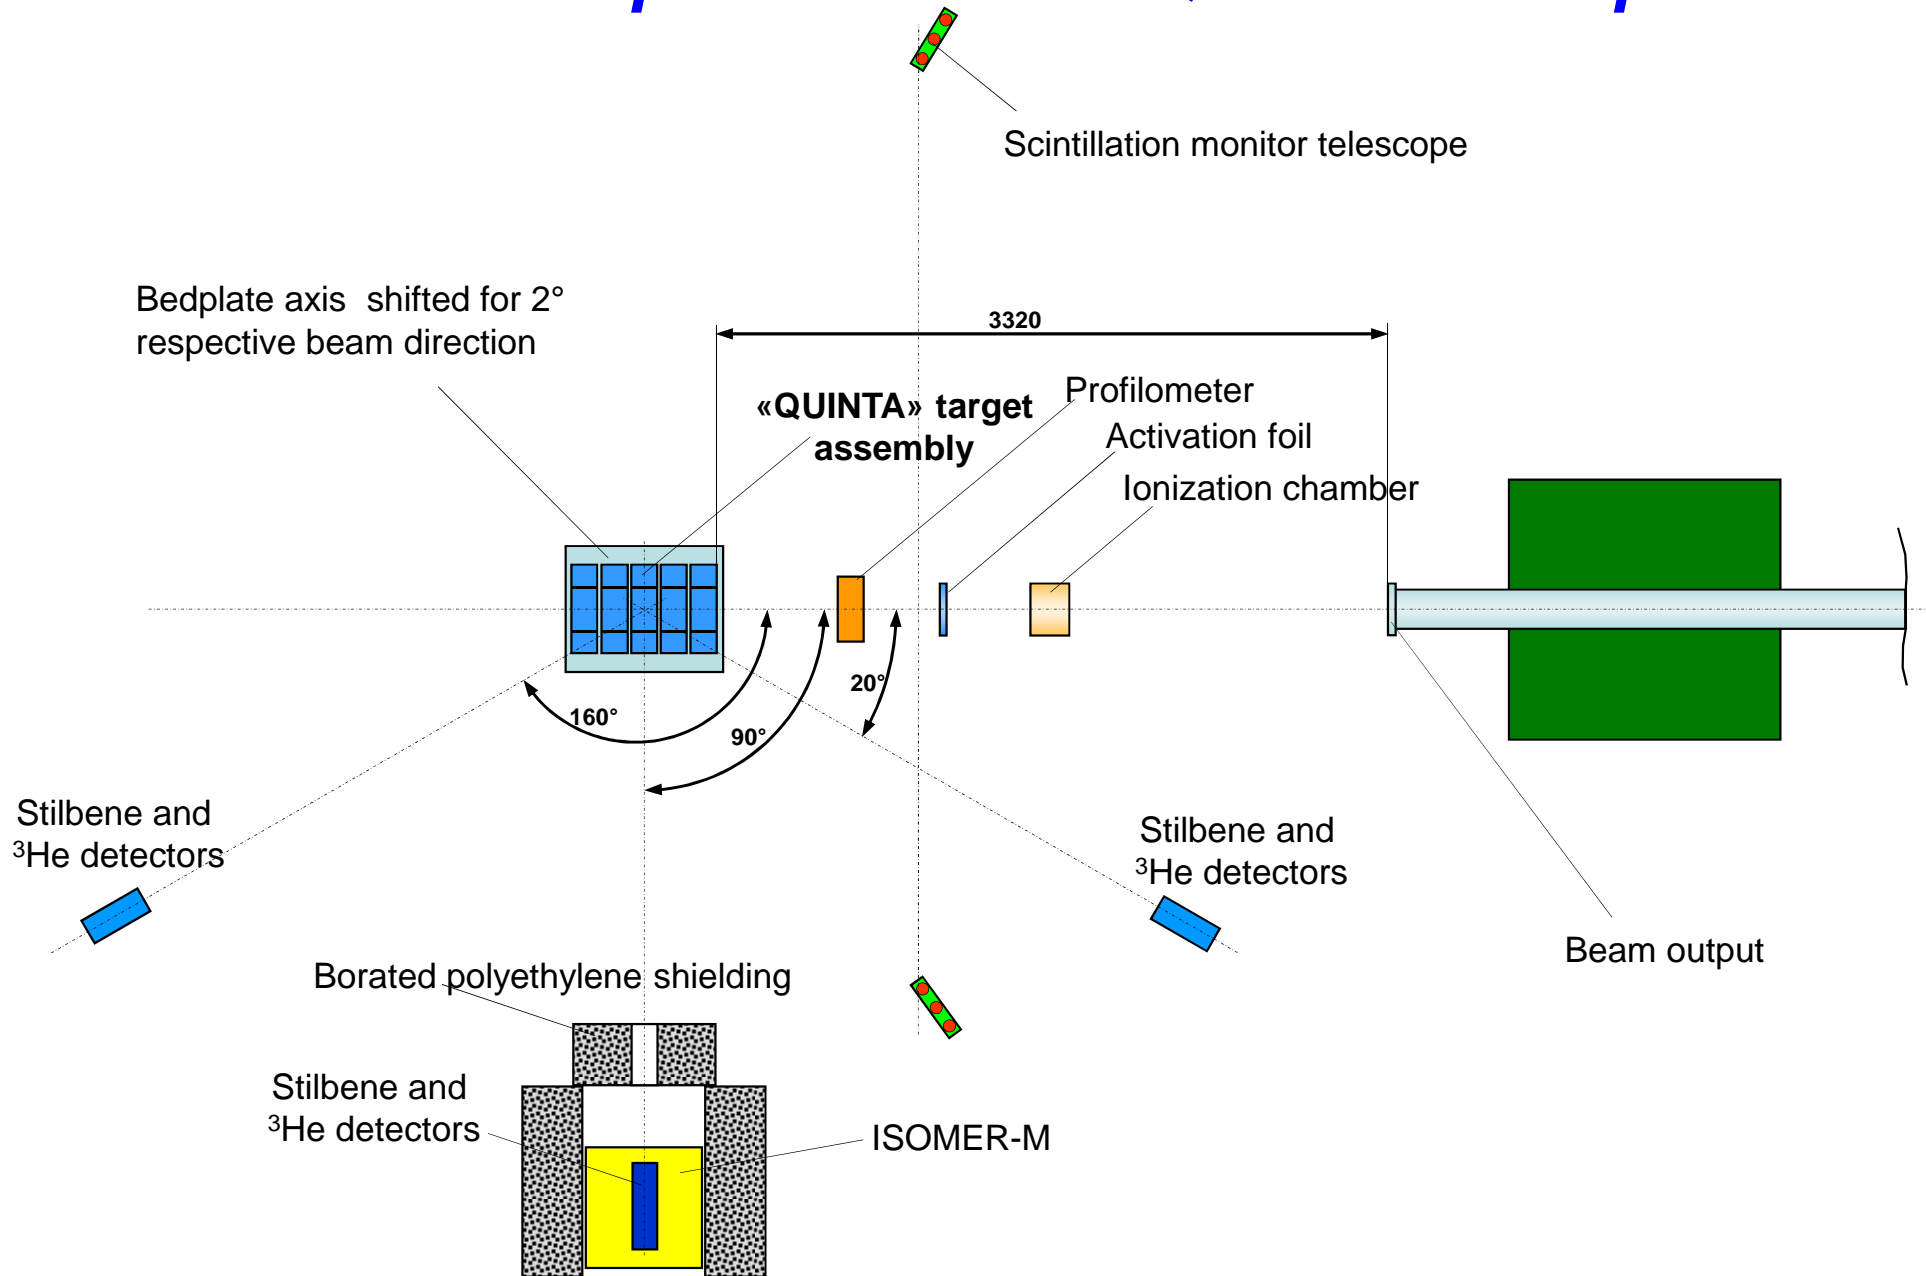 Scintillation monitor telescope
Bedplate axis shifted for 2°
respective beam direction
3320
«QUINTA» target
assembly
Profilometer
Activation foil
Ionization chamber
20°
160°
90°
Stilbene and
³He detectors
Stilbene and
³He detectors
Beam output
Borated polyethylene shielding
Stilbene and
³He detectors
ISOMER-M